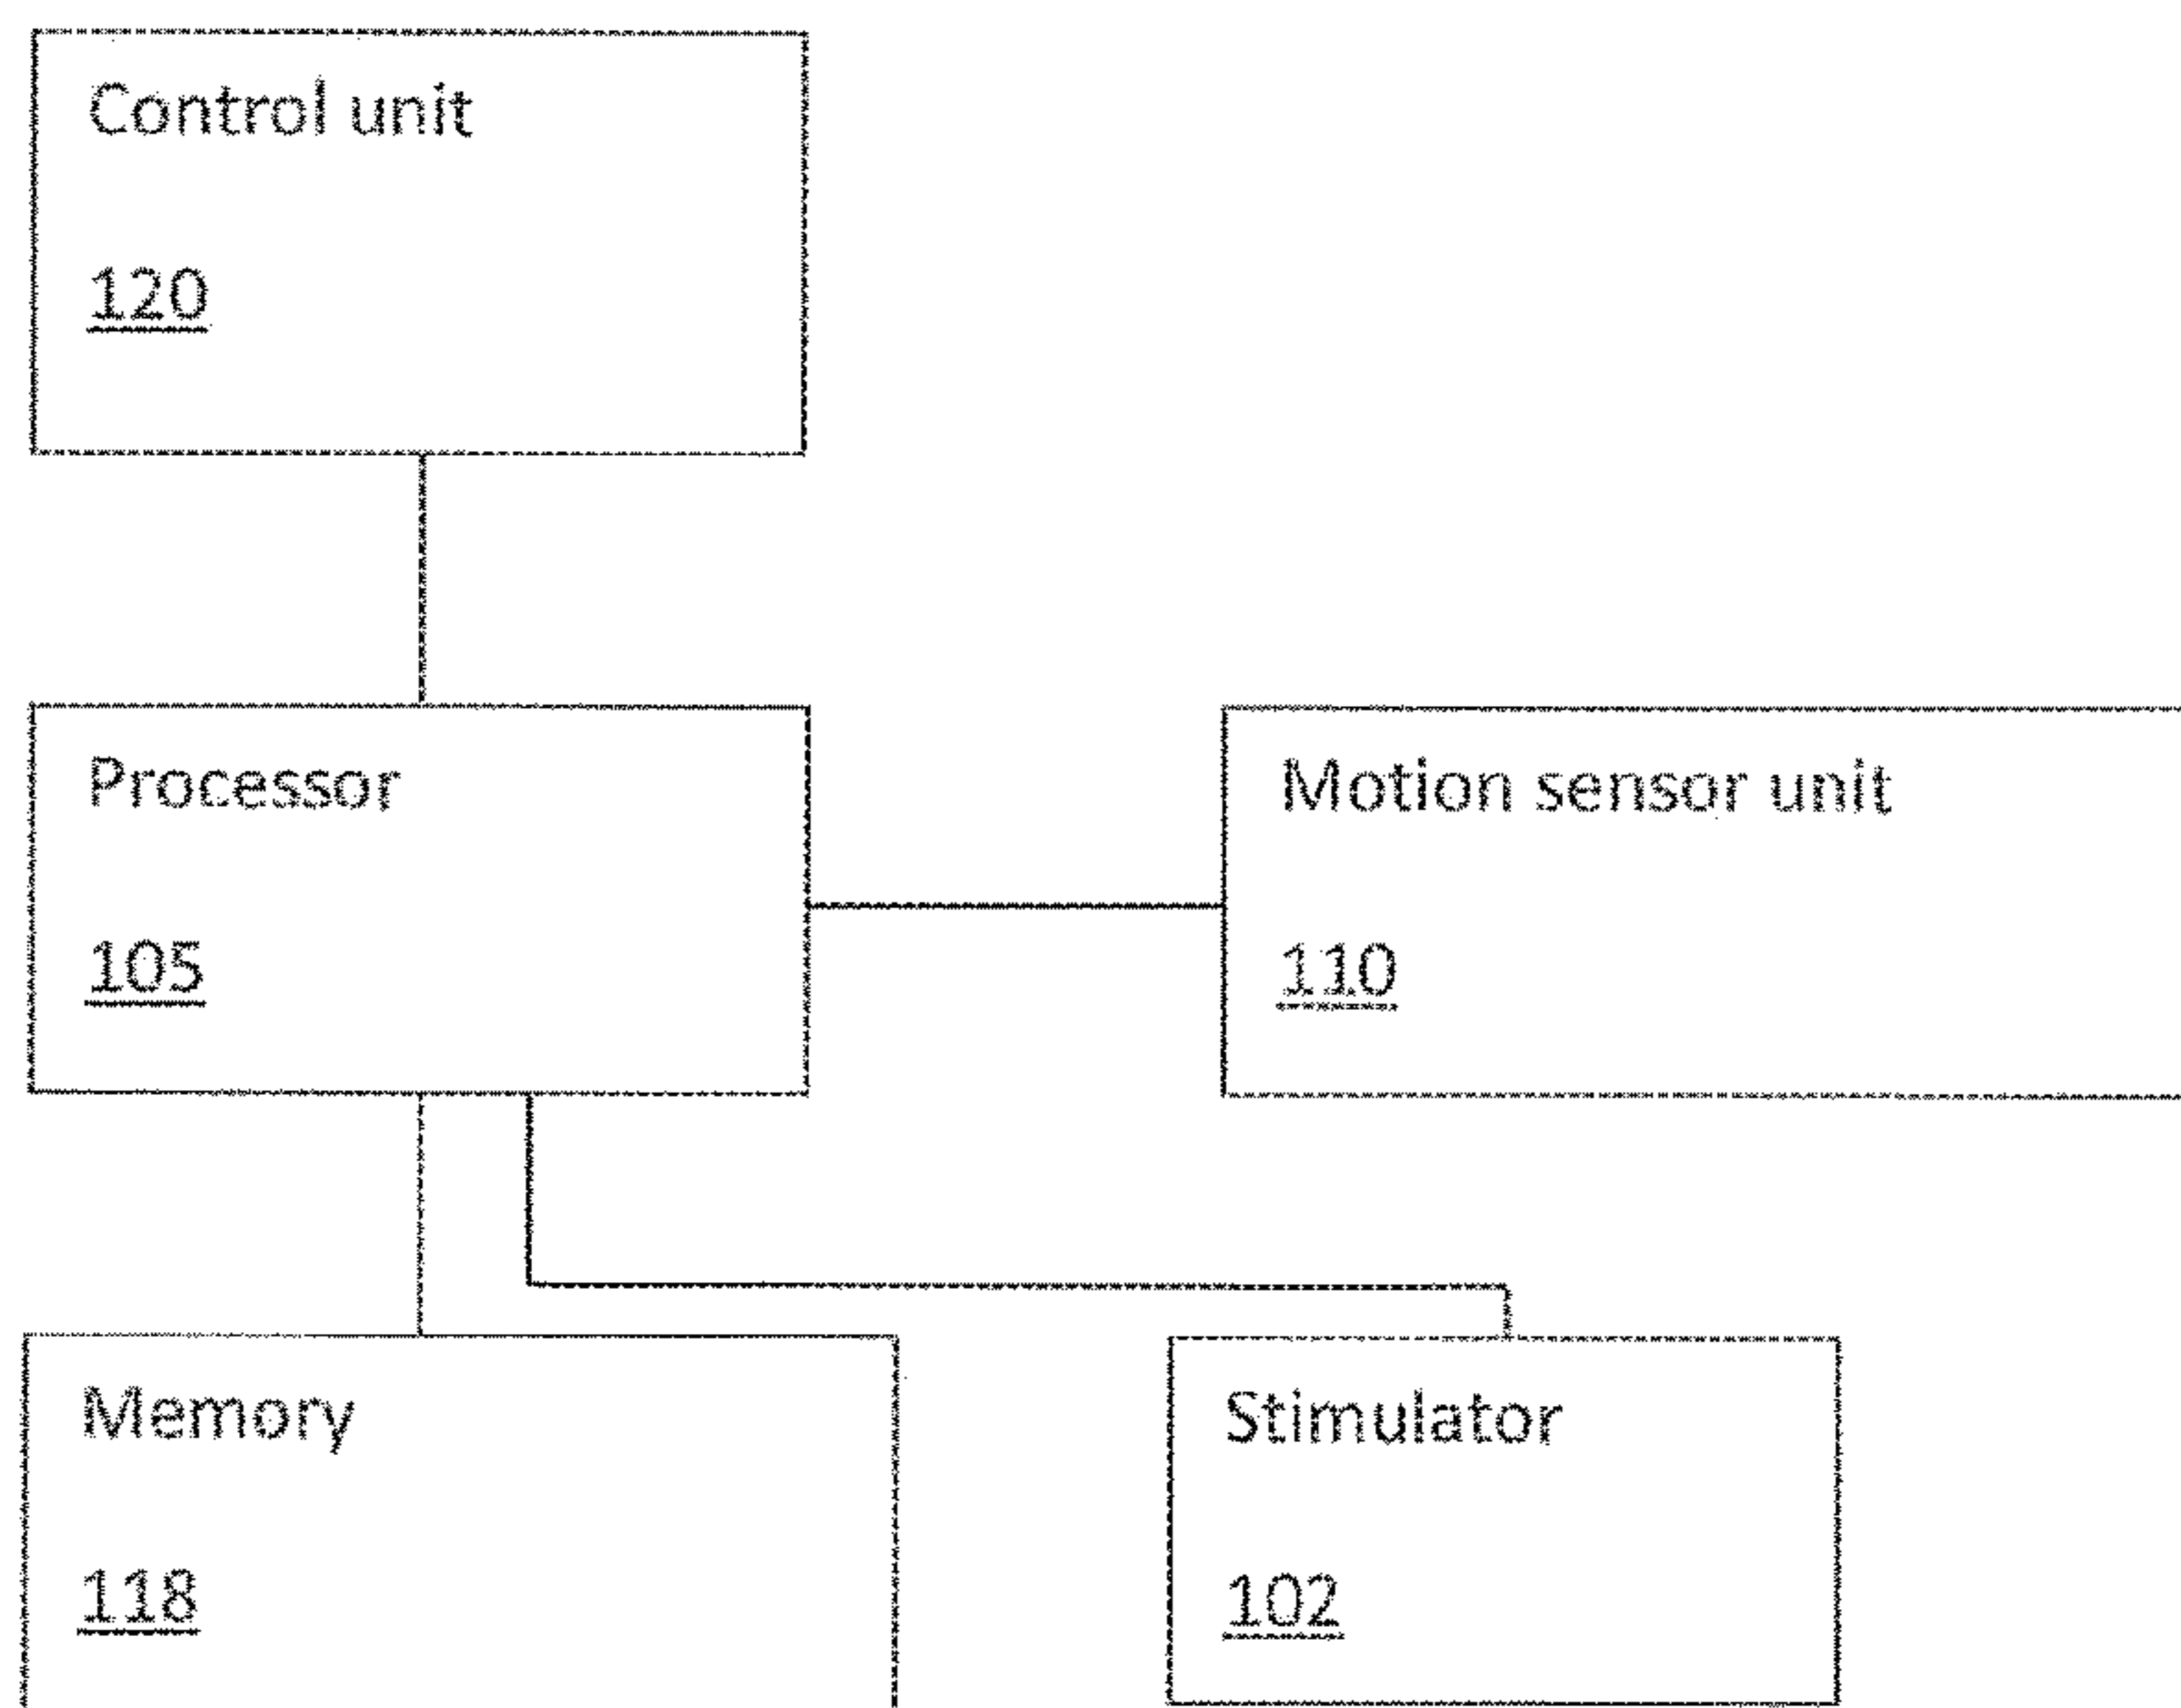 Control unit
120
Processor
105
Motion sensor unit
110
Memory
118
Stimulator
102